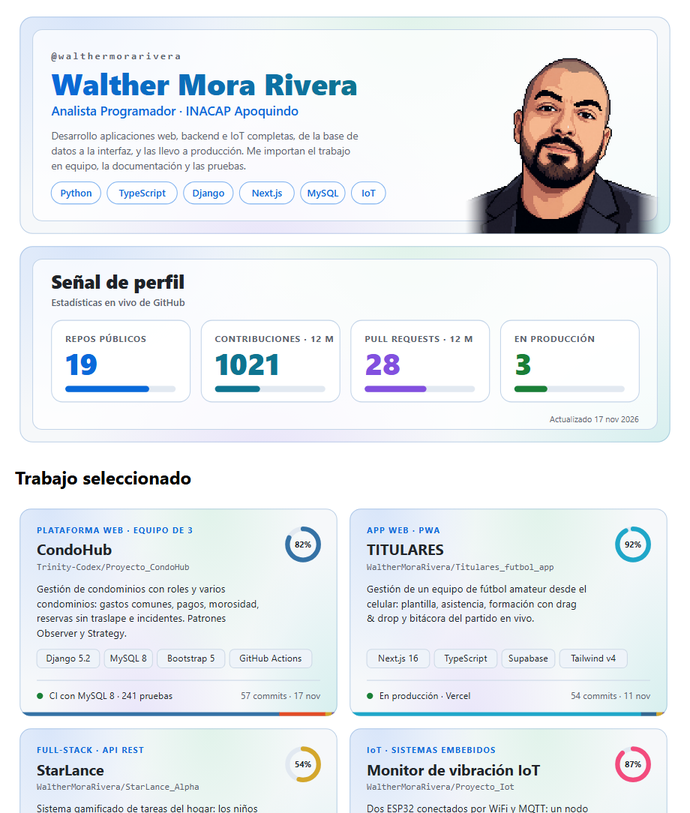 @walthermorarivera
Walther Mora Rivera
Analista Programador · INACAP Apoquindo
Desarrollo aplicaciones web, backend e IoT completas, de la base de
datos a la interfaz, y las llevo a producción. Me importan el trabajo
en equipo, la documentación y las pruebas.
Python
TypeScript
Django
Next.js
MySQL
IoT
Señal de perfil
Estadísticas en vivo de GitHub
REPOS PÚBLICOS
19
CONTRIBUCIONES · 12 M
1021
PULL REQUESTS · 12 M
28
EN PRODUCCIÓN
3
Actualizado 17 nov 2026
Trabajo seleccionado
PLATAFORMA WEB · EQUIPO DE 3
82%
CondoHub
Trinity-Codex/Proyecto_CondoHub
Gestión de condominios con roles y varios
condominios: gastos comunes, pagos, morosidad,
reservas sin traslape e incidentes. Patrones
Observer y Strategy.
Django 5.2
MySQL 8
Bootstrap 5
GitHub Actions
CI con MySQL 8 · 241 pruebas
57 commits · 17 nov
APP WEB · PWA
92%
TITULARES
WaltherMoraRivera/Titulares_futbol_app
Gestión de un equipo de fútbol amateur desde el
celular: plantilla, asistencia, formación con drag
& drop y bitácora del partido en vivo.
Next.js 16
TypeScript
Supabase
Tailwind v4
En producción · Vercel
54 commits · 11 nov
FULL-STACK · API REST
54%
StarLance
WaltherMoraRivera/StarLance_Alpha
Sistema gamificado de tareas del hogar: los niños
IoT · SISTEMAS EMBEBIDOS
87%
Monitor de vibración IoT
WaltherMoraRivera/Proyecto_Iot
Dos ESP32 conectados por WiFi y MQTT: un nodo